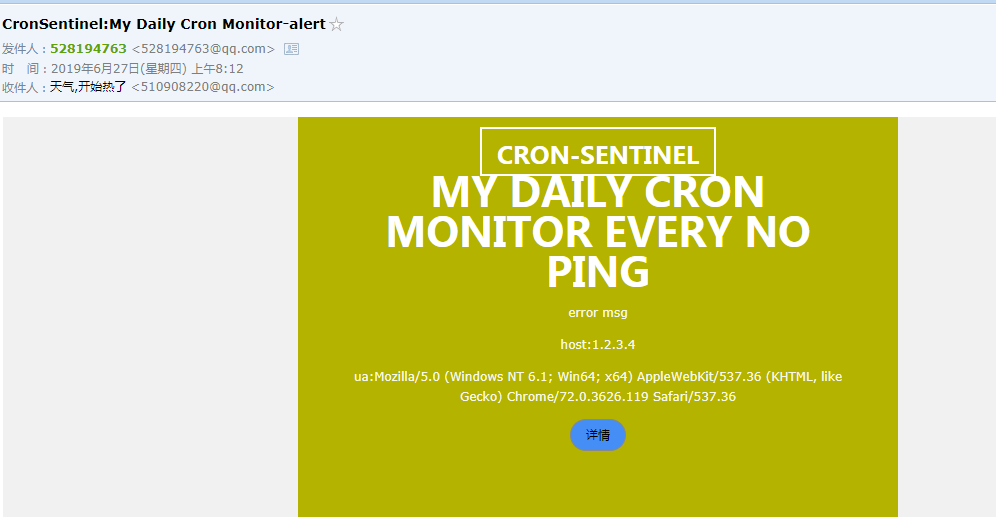 CronSentinel:My Daily Cron Monitor-alert
发件人：528194763 <528194763@qq.com>
时　间：2019年6月27日(星期四) 上午8:12
收件人：天气,开始热了 <510908220@qq.com>
CRON-SENTINEL
MY DAILY CRON
MONITOR EVERY NO
PING
error msg
host:1.2.3.4
ua:Mozilla/5.0 (Windows NT 6.1; Win64; x64) AppleWebKit/537.36 (KHTML, like
Gecko) Chrome/72.0.3626.119 Safari/537.36
详情